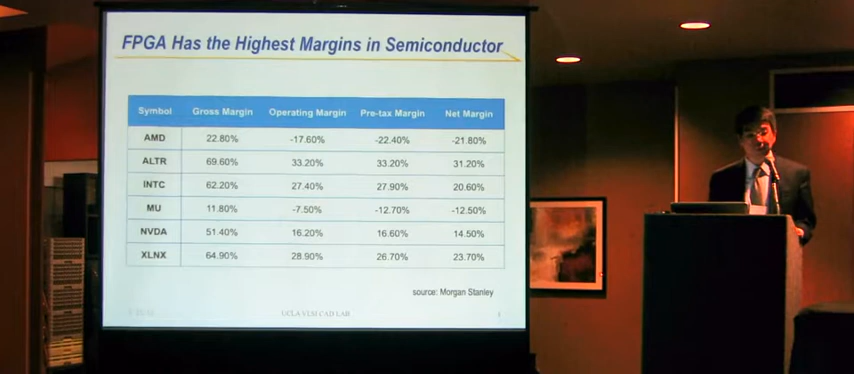 FPGA Has the Highest Margins in Semiconductor
Symbol Gross Margin Operating Margin Pre-tax Margin Net Margin
AMD 22.80% -17.60% -22.40% -21.80%
ALTR 69.60% 33.20% 33.20% 31.20%
INTC 62.20% 27.40% 27.90% 20.60%
MU 11.80% -7.50% -12.70% -12.50%
NVDA 51.40% 16.20% 16.60% 14.50%
XLNX 64.90% 28.90% 26.70% 23.70%
source: Morgan Stanley
UCLA VLSI CAD LAB